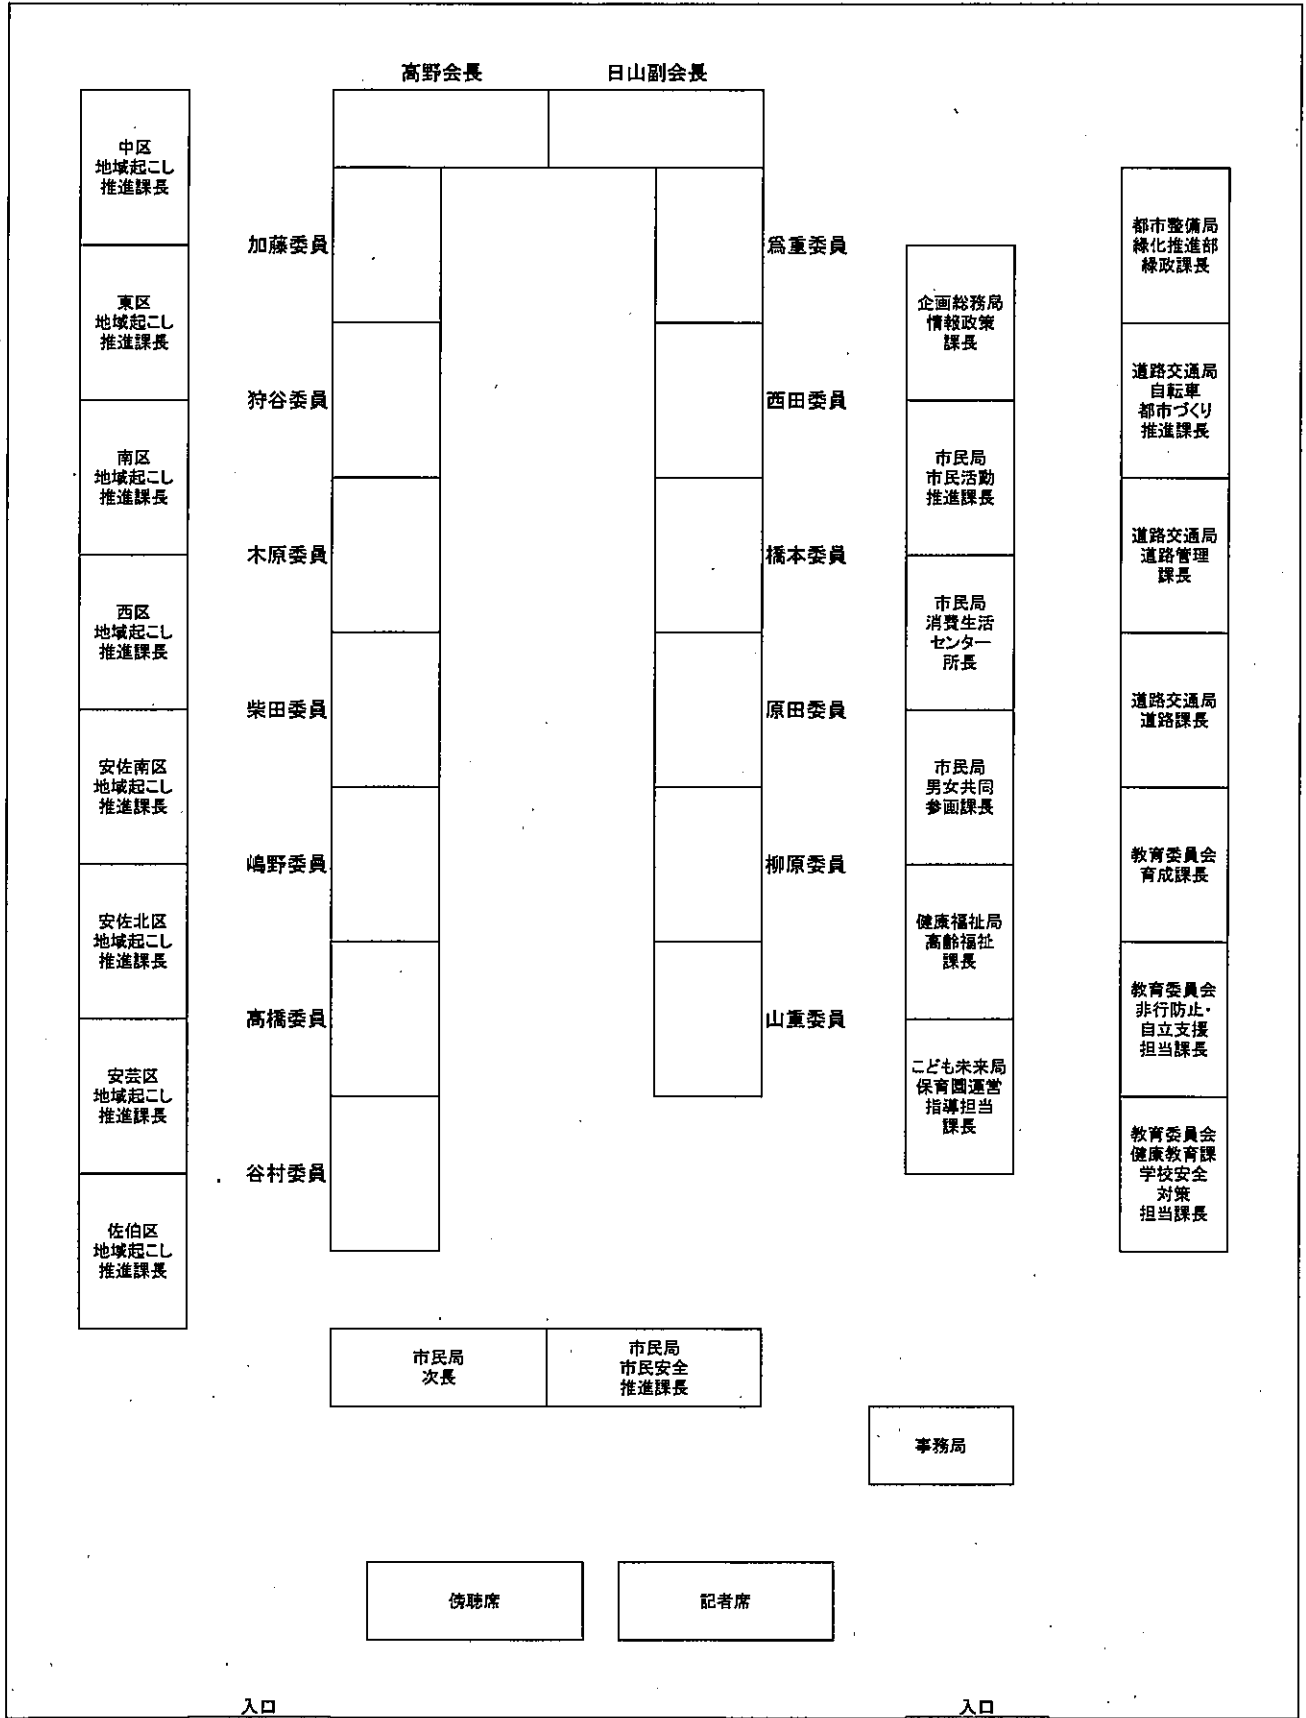 高野会長
日山副会長
中区
地域起こし
推進課長
東区
地域起こし
推進課長
南区
地域起こし
推進課長
西区
地域起こし
推進課長
安佐南区
地域起こし
推進課長
安佐北区
地域起こし
推進課長
安芸区
地域起こし
推進課長
佐伯区
地域起こし
推進課長
加藤委員
狩谷委員
木原委員
柴田委員
嶋野委員
高橋委員
谷村委員
爲重委員
西田委員
橋本委員
原田委員
柳原委員
山重委員
企画総務局
情報政策
課長
市民局
市民活動
推進課長
市民局
消費生活
センター
所長
市民局
男女共同
参画課長
健康福祉局
高齢福祉
課長
こども未来局
保育園運営
指導担当
課長
都市整備局
緑化推進部
緑政課長
道路交通局
自転車
都市づくり
推進課長
道路交通局
道路管理
課長
道路交通局
道路課長
教育委員会
育成課長
教育委員会
非行防止・
自立支援
担当課長
教育委員会
健康教育課
学校安全
対策
担当課長
市民局
次長
市民局
市民安全
推進課長
事務局
傍聴席
記者席
入口
入口